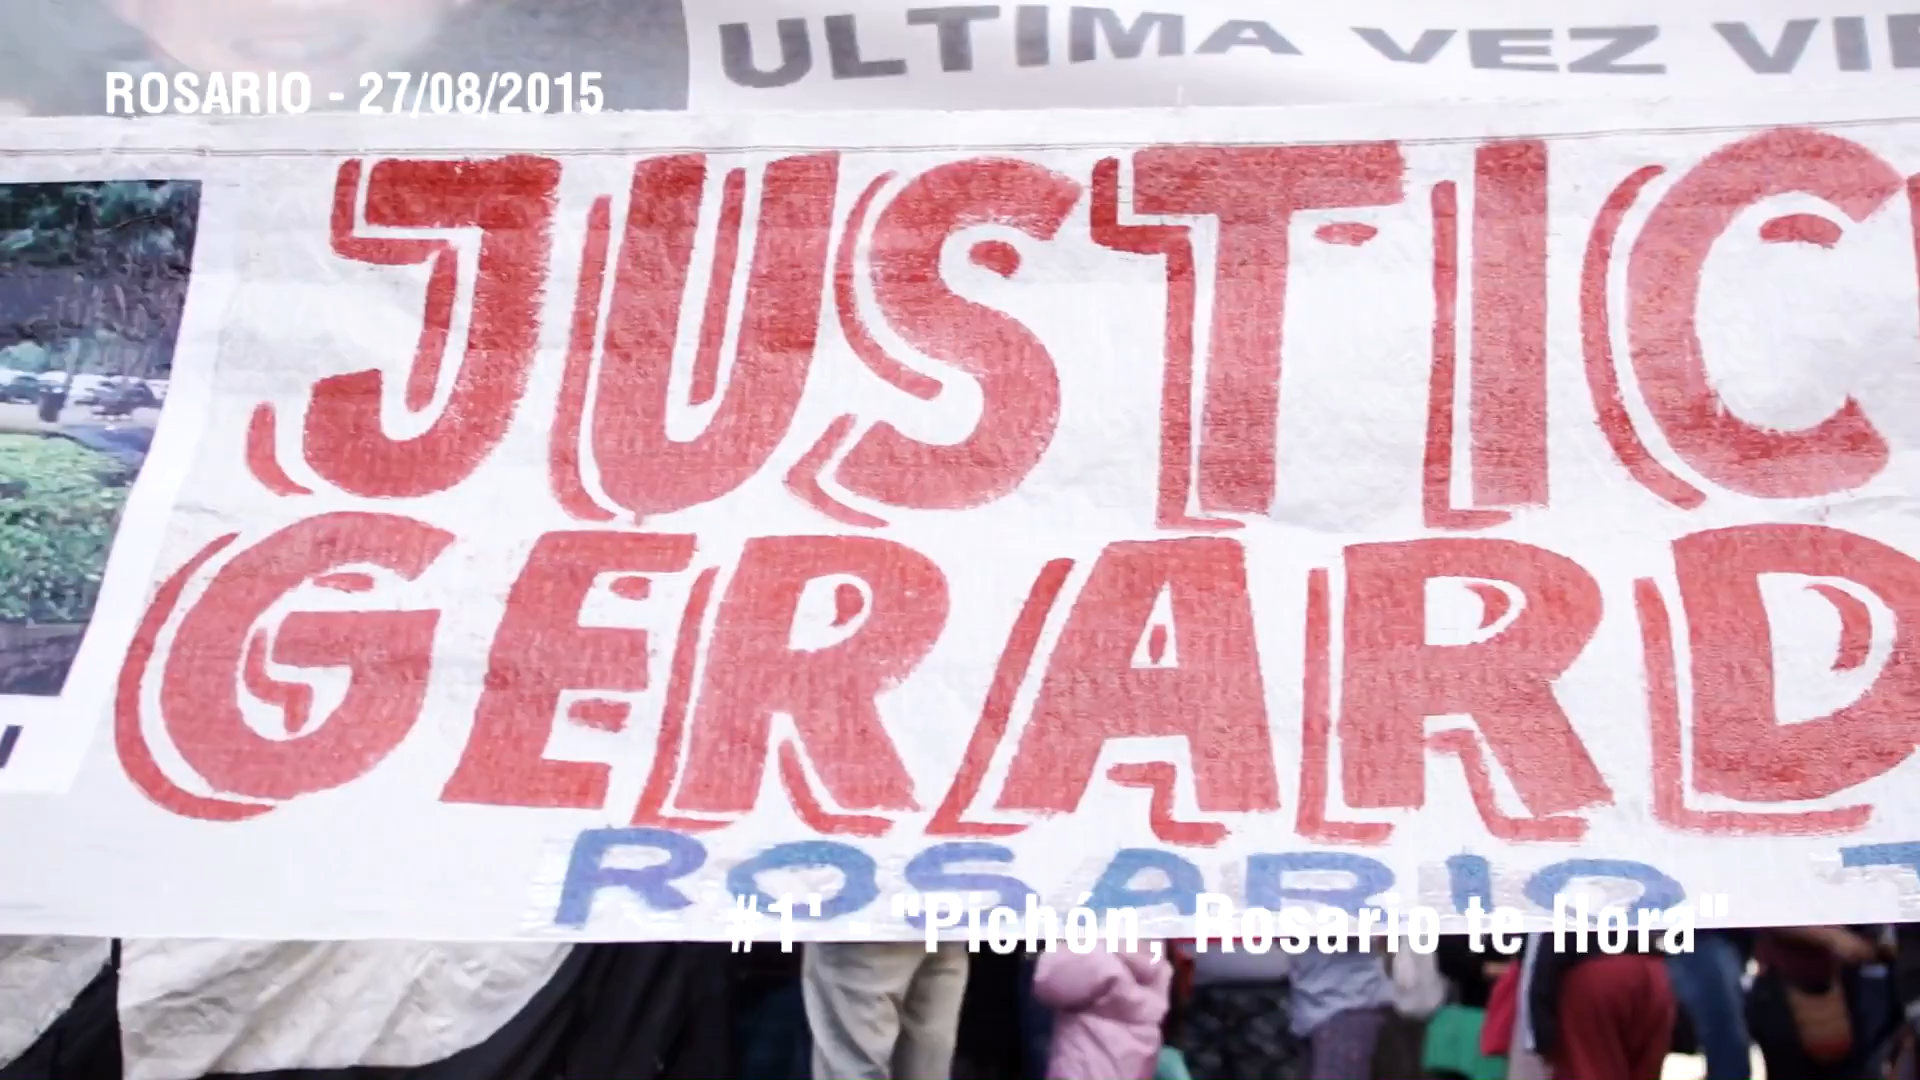 ULTIMA VEZ VI
ROSARIO - 27/08/2015
JUSTIC
GERARD
ROSARIO T
#1' - "Pichón, Rosario te llora"